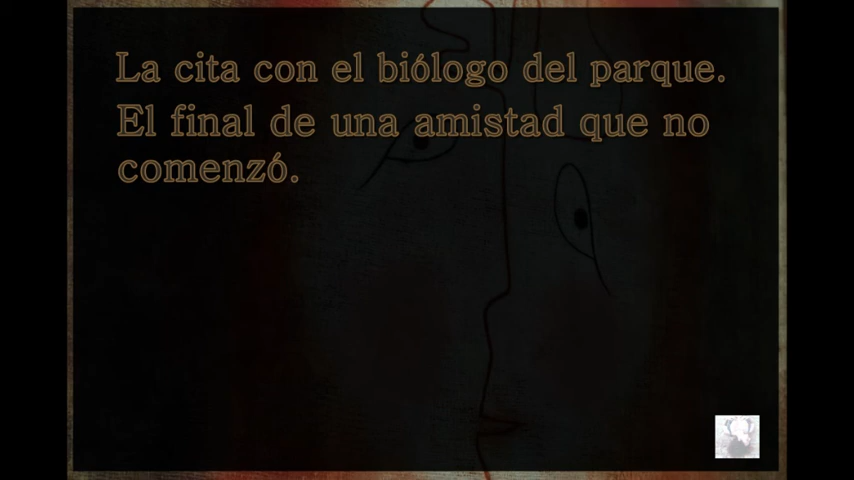 La cita con el biólogo del parque.
El final de una amistad que no
comenzó.